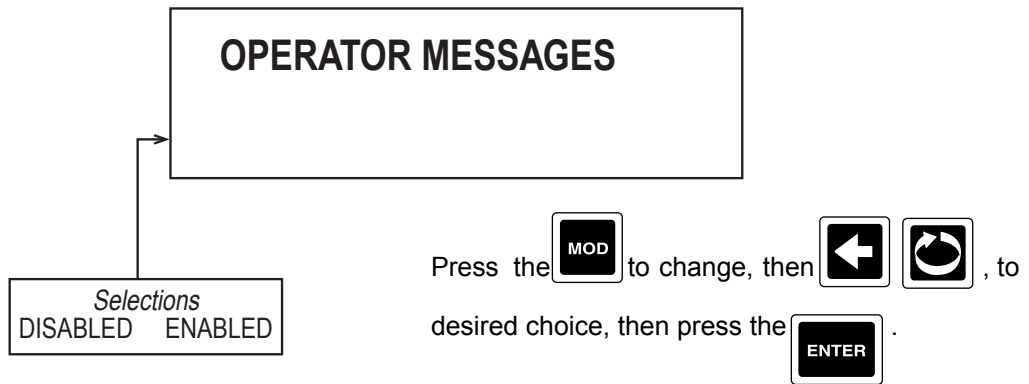 OPERATOR MESSAGES
Selections
DISABLED ENABLED
Press the MOD to change, then , to
desired choice, then press the ENTER .